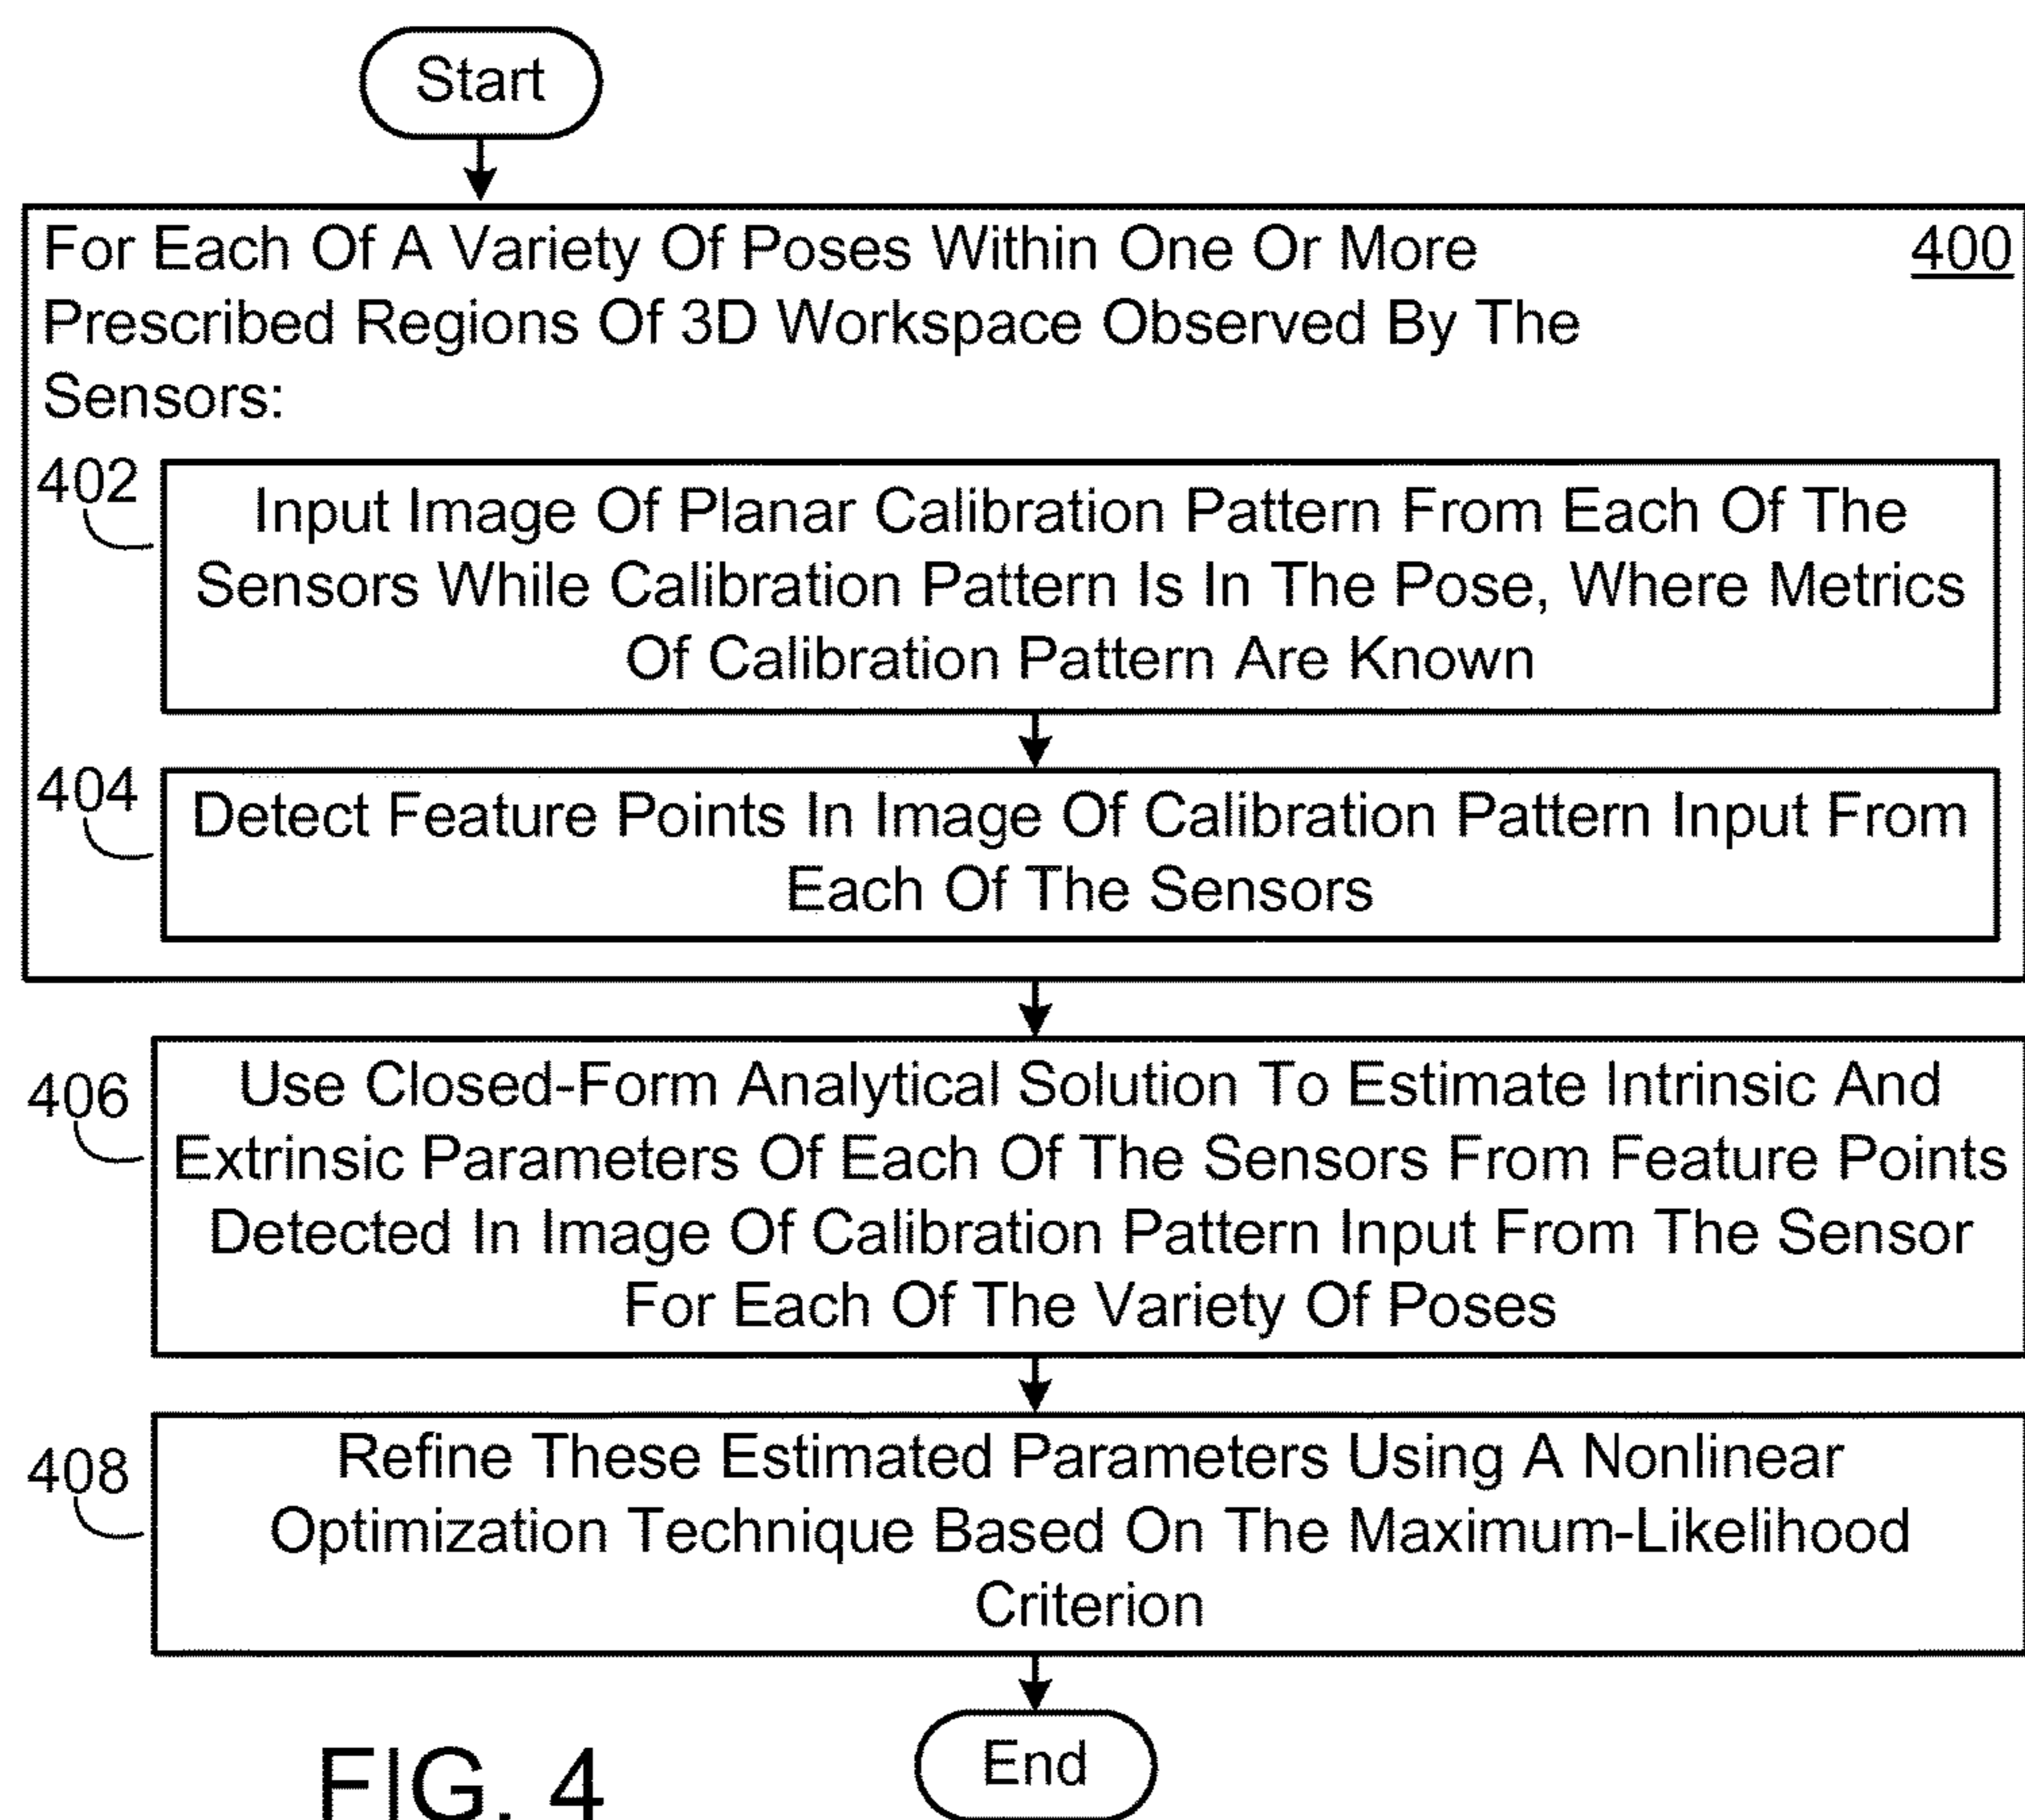 Start
For Each Of A Variety Of Poses Within One Or More
400
Prescribed Regions Of 3D Workspace Observed By The
Sensors:
402
Input Image Of Planar Calibration Pattern From Each Of The
Sensors While Calibration Pattern Is In The Pose, Where Metrics
Of Calibration Pattern Are Known
404
Detect Feature Points In Image Of Calibration Pattern Input From
Each Of The Sensors
406
Use Closed-Form Analytical Solution To Estimate Intrinsic And
Extrinsic Parameters Of Each Of The Sensors From Feature Points
Detected In Image Of Calibration Pattern Input From The Sensor
For Each Of The Variety Of Poses
408
Refine These Estimated Parameters Using A Nonlinear
Optimization Technique Based On The Maximum-Likelihood
Criterion
End
FIG. 4